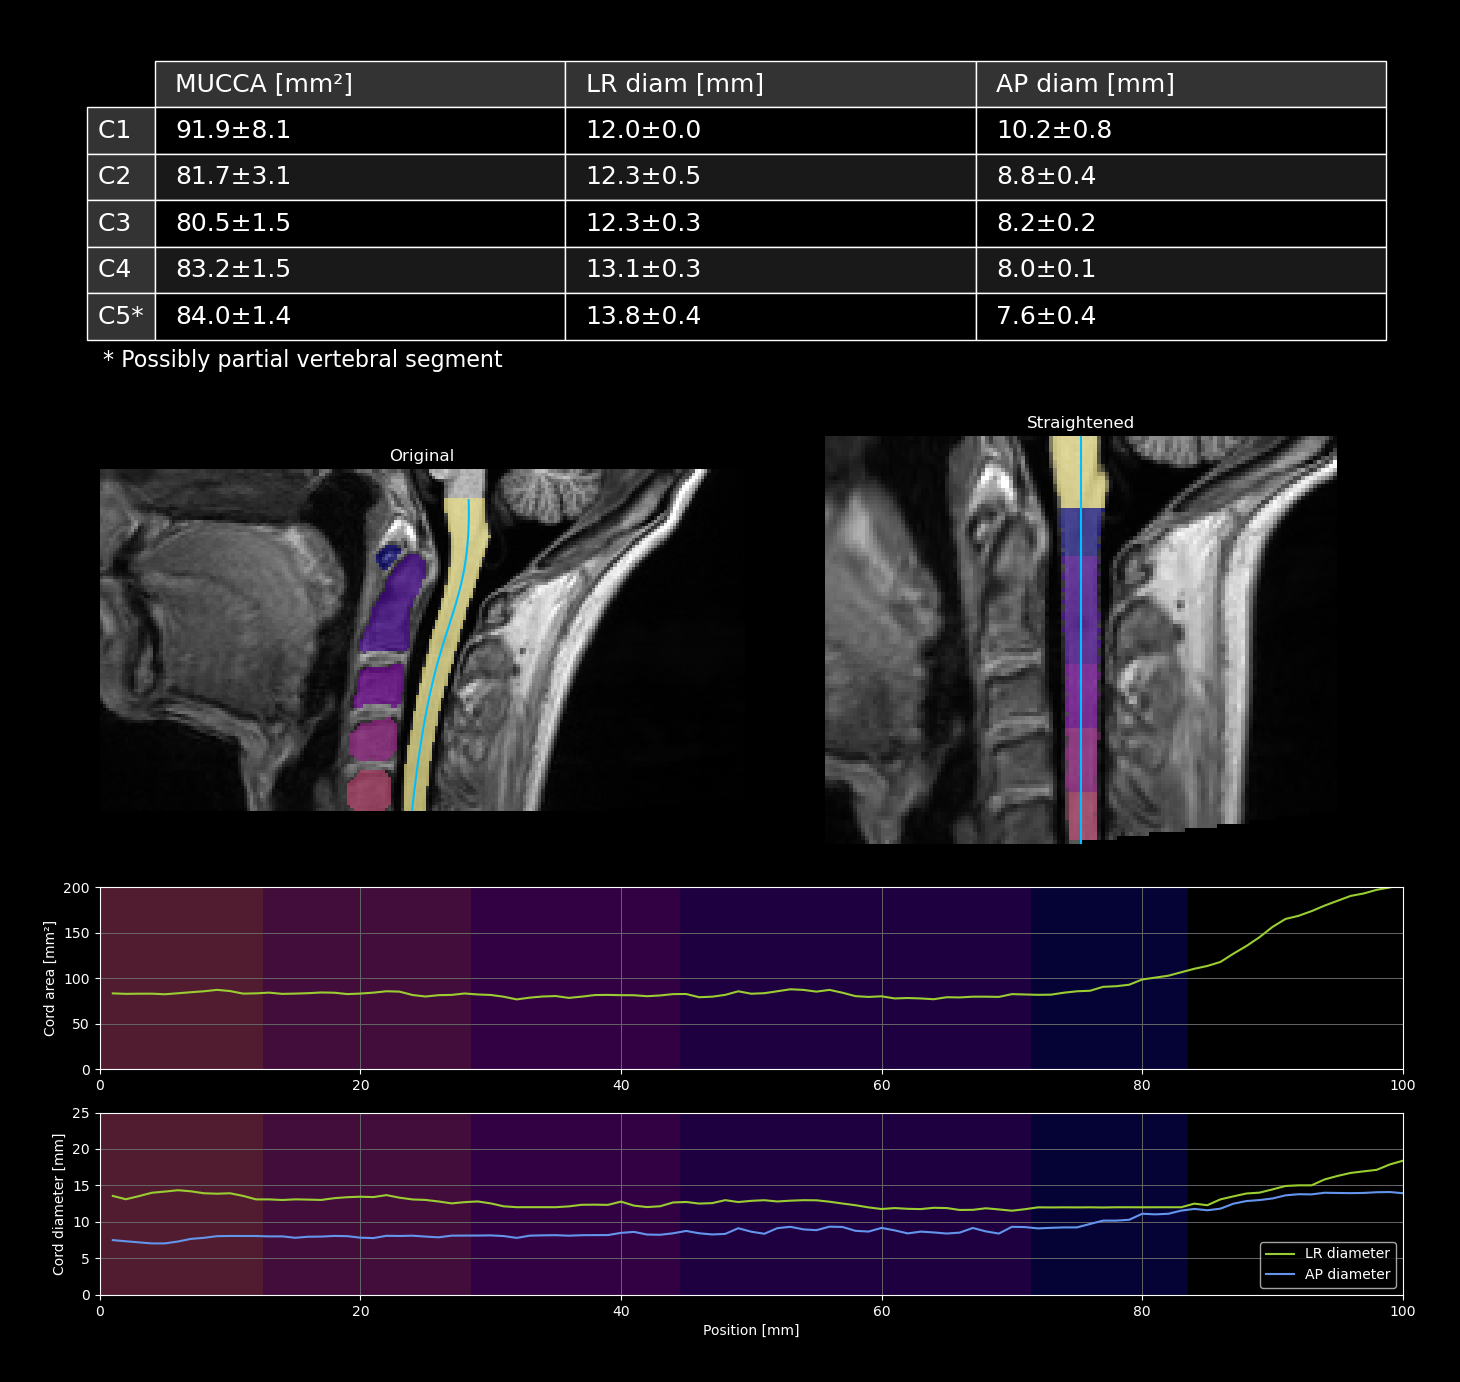 MUCCA [mm²] LR diam [mm] AP diam [mm]
C1 91.9±8.1 12.0±0.0 10.2±0.8
C2 81.7±3.1 12.3±0.5 8.8±0.4
C3 80.5±1.5 12.3±0.3 8.2±0.2
C4 83.2±1.5 13.1±0.3 8.0±0.1
C5* 84.0±1.4 13.8±0.4 7.6±0.4
* Possibly partial vertebral segment
Original
Straightened
Cord area [mm²]
200
150
100
50
0
0 20 40 60 80 100
Cord diameter [mm]
25
20
15
10
5
0
LR diameter
AP diameter
0 20 40 60 80 100
Position [mm]